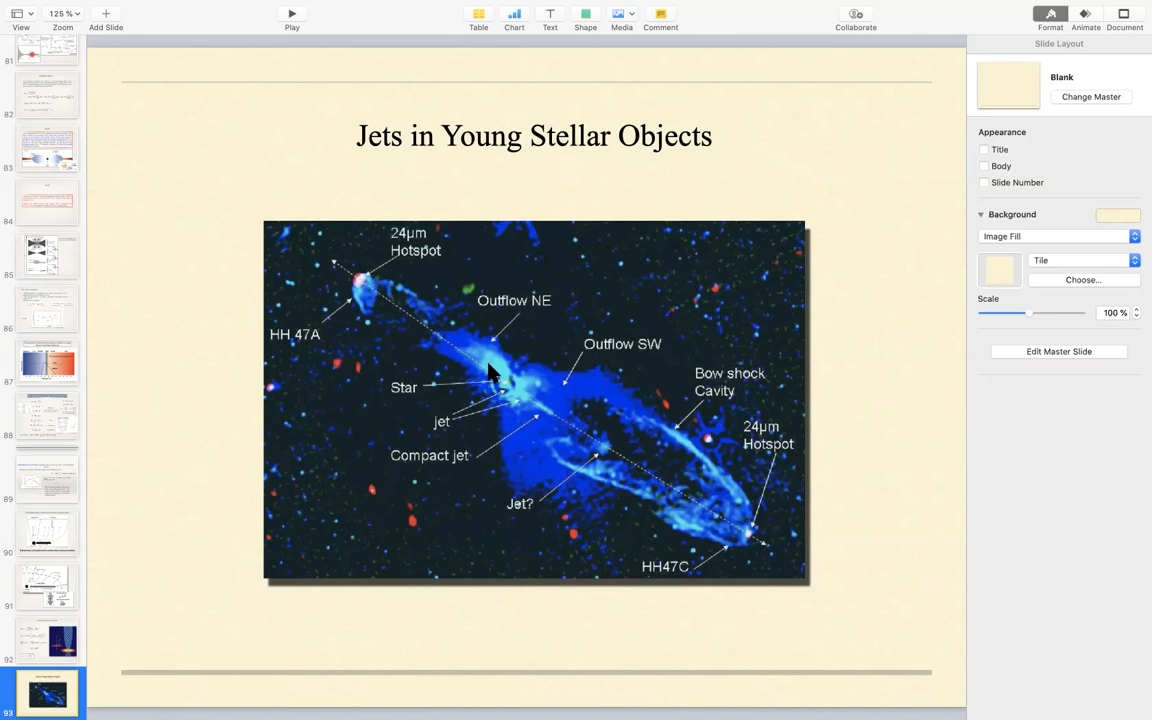 125 %
View
Zoom
Add Slide
Play
Table
Chart
Text
Shape
Media
Comment
Collaborate
Format
Animate
Document
81
82
83
84
85
86
87
88
89
90
91
92
93
Jets in Young Stellar Objects
24μm
Hotspot
Outflow NE
HH 47A
Outflow SW
Star
Bow shock
Cavity
jet
24μm
Hotspot
Compact jet
Jet?
HH47C
Slide Layout
Blank
Change Master
Appearance
Title
Body
Slide Number
Background
Image Fill
Tile
Choose...
Scale
100 %
Edit Master Slide